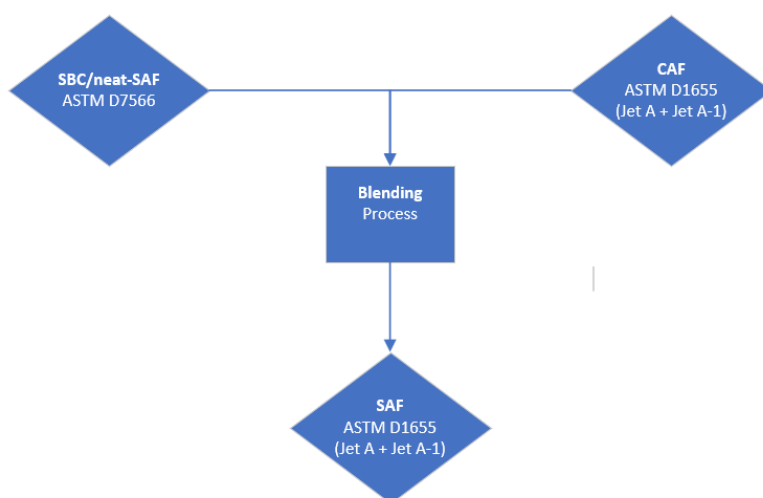 SBC/neat-SAF
ASTM D7566
CAF
ASTM D1655
(Jet A + Jet A-1)
Blending
Process
SAF
ASTM D1655
(Jet A + Jet A-1)